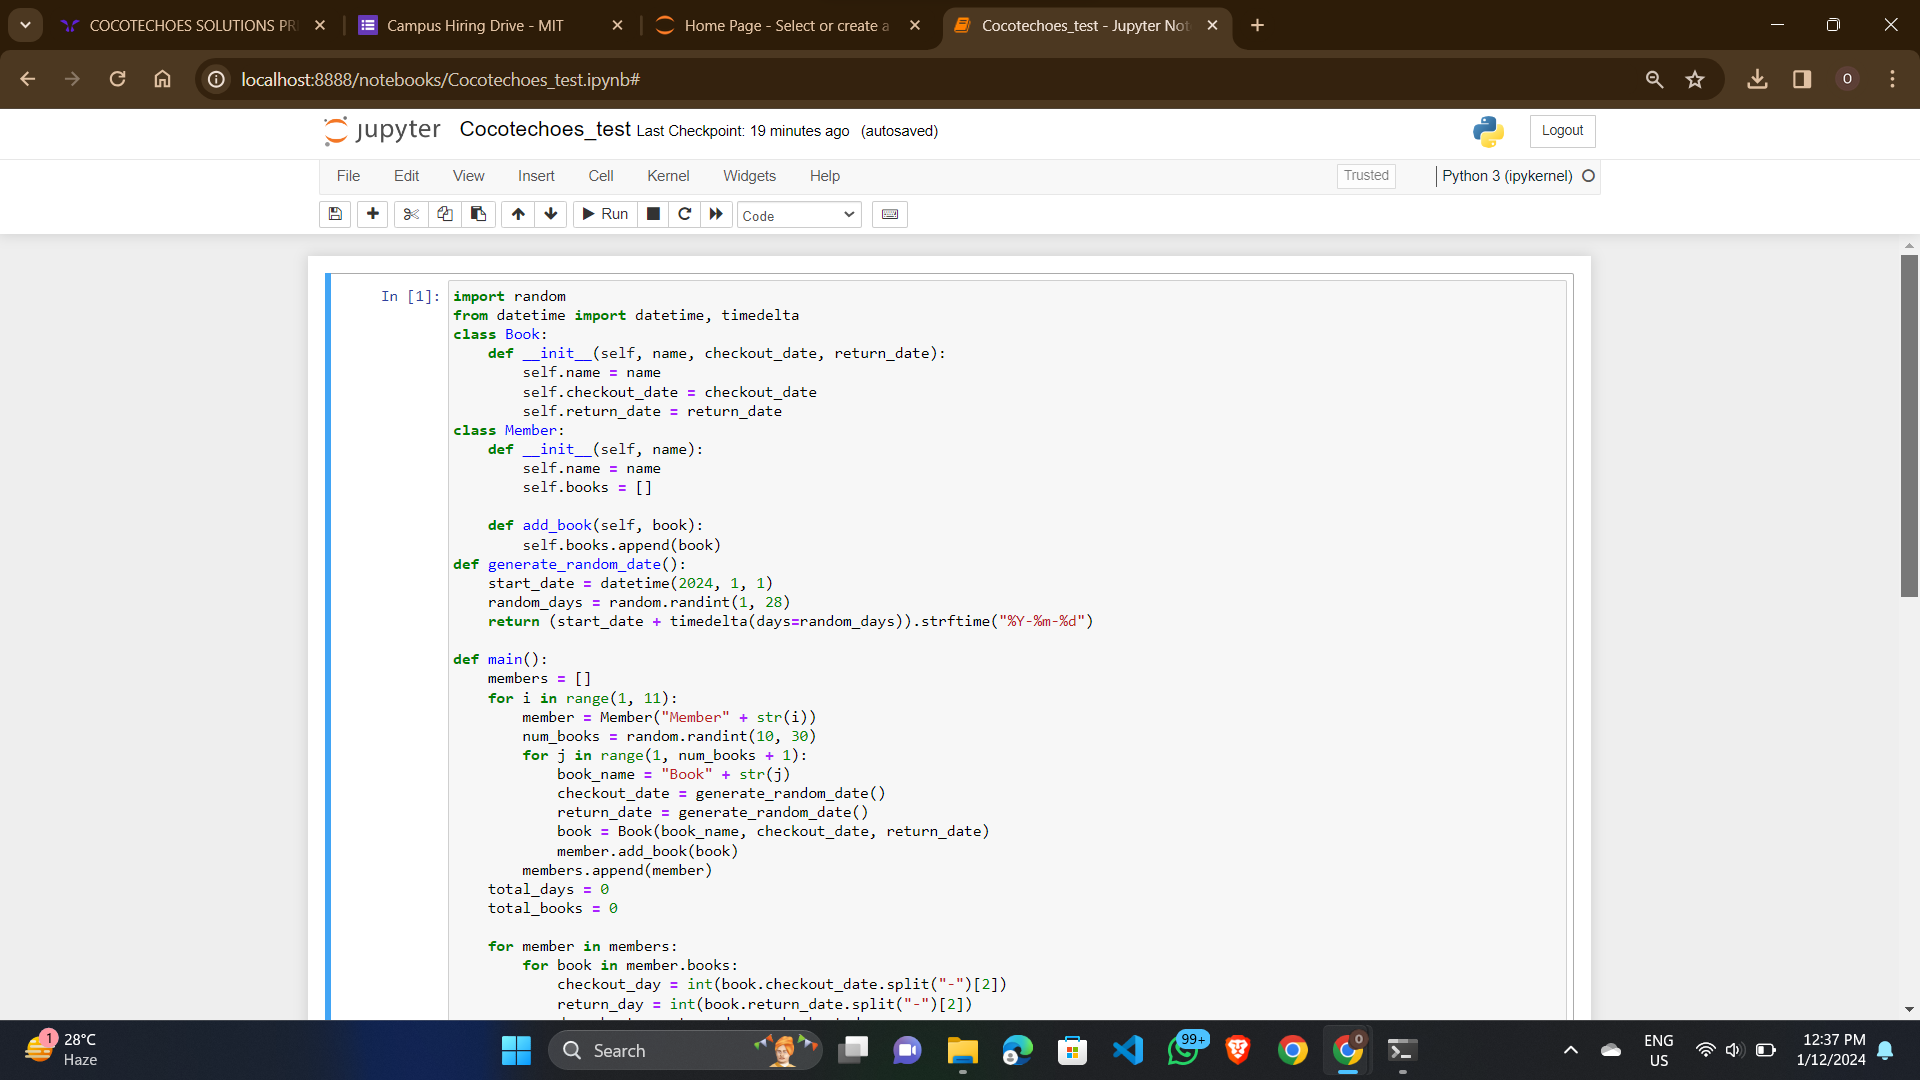 COCOTECHOES SOLUTIONS PRI
Campus Hiring Drive - MIT
Home Page - Select or create a
Cocotechoes_test - Jupyter Not
localhost:8888/notebooks/Cocotechoes_test.ipynb#
O
jupyter Cocotechoes_test Last Checkpoint: 19 minutes ago (autosaved)
Logout
File Edit View Insert Cell Kernel Widgets Help
Trusted
Python 3 (ipykernel)
Run
Code
In [1]:
import random
from datetime import datetime, timedelta
class Book:
    def __init__(self, name, checkout_date, return_date):
        self.name = name
        self.checkout_date = checkout_date
        self.return_date = return_date
class Member:
    def __init__(self, name):
        self.name = name
        self.books = []
    def add_book(self, book):
        self.books.append(book)
def generate_random_date():
    start_date = datetime(2024, 1, 1)
    random_days = random.randint(1, 28)
    return (start_date + timedelta(days=random_days)).strftime("%Y-%m-%d")
def main():
    members = []
    for i in range(1, 11):
        member = Member("Member" + str(i))
        num_books = random.randint(10, 30)
        for j in range(1, num_books + 1):
            book_name = "Book" + str(j)
            checkout_date = generate_random_date()
            return_date = generate_random_date()
            book = Book(book_name, checkout_date, return_date)
            member.add_book(book)
        members.append(member)
    total_days = 0
    total_books = 0
    for member in members:
        for book in member.books:
            checkout_day = int(book.checkout_date.split("-")[2])
            return_day = int(book.return_date.split("-")[2])
1
28°C
Haze
Search
99+
ENG
US
12:37 PM
1/12/2024